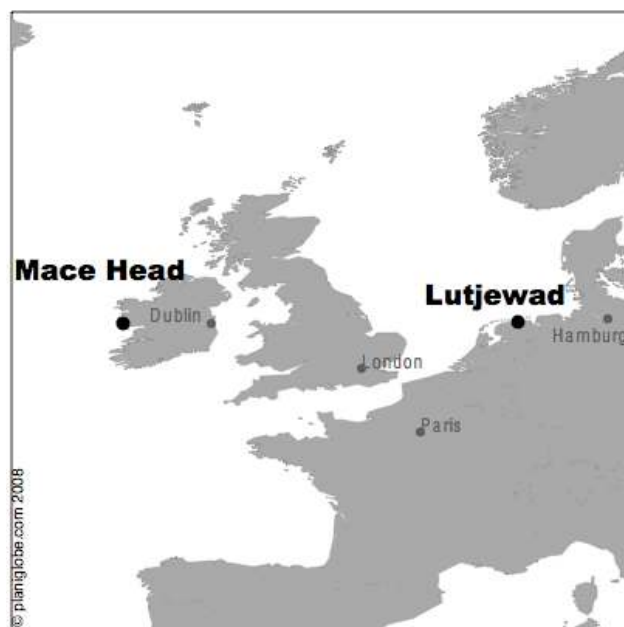 Mace Head
Lutjewad
Dublin
Hamburg
London
Paris
© planiglobe.com 2008